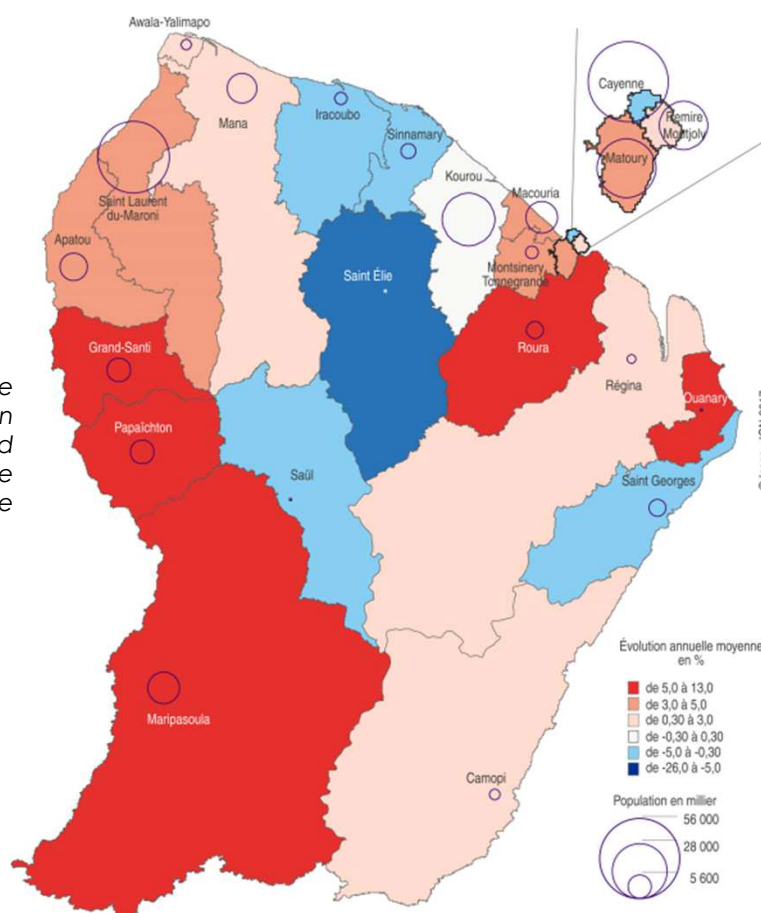 Awala-Yalimapo
Mana
Iracoubo
Sinnamary
Cayenne
Remire
Montjoly
Matoury
Kourou
Macouria
Saint Laurent
du-Maroni
Apatou
Saint Élie
Montsinery
Tonnegrande
Grand-Santi
Roura
Régina
Ouanary
Papaïchton
Saül
Saint Georges
Maripasoula
Camopi
e
n
d
e
e
Évolution annuelle moyenne
en %
de 5,0 à 13,0
de 3,0 à 5,0
de 0,30 à 3,0
de -0,30 à 0,30
de -5,0 à -0,30
de -26,0 à -5,0
Population en millier
56 000
28 000
5 600